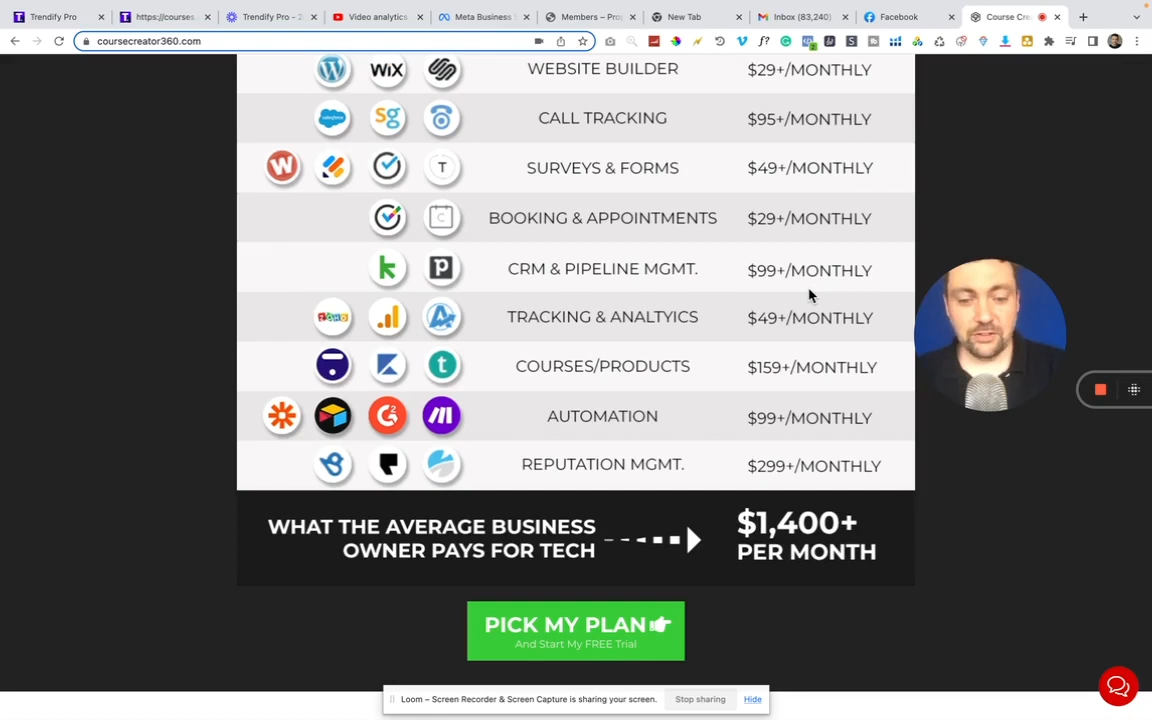 Trendify Pro
https://courses.
Trendify Pro - 2
Video analytics
Meta Business
Members – Pro
New Tab
Inbox (83,240)
Facebook
Course Cre
coursecreator360.com
WIX
WEBSITE BUILDER
$29+/MONTHLY
sg
CALL TRACKING
$95+/MONTHLY
W
T
SURVEYS & FORMS
$49+/MONTHLY
C
BOOKING & APPOINTMENTS
$29+/MONTHLY
CRM & PIPELINE MGMT.
$99+/MONTHLY
ZOHO
TRACKING & ANALTYICS
$49+/MONTHLY
t
COURSES/PRODUCTS
$159+/MONTHLY
AUTOMATION
$99+/MONTHLY
REPUTATION MGMT.
$299+/MONTHLY
WHAT THE AVERAGE BUSINESS
OWNER PAYS FOR TECH
$1,400+
PER MONTH
PICK MY PLAN
And Start My FREE Trial
Loom – Screen Recorder & Screen Capture is sharing your screen.
Stop sharing
Hide